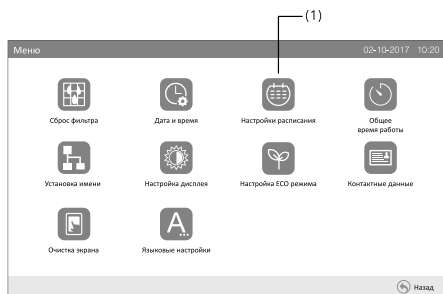 (1)
Меню 02-10-2017 10:20
Сброс фильтра Дата и время Настройки расписания Общее
время работы
Установка имени Настройка дисплея Настройка ECO режима Контактные данные
A...
Очистка экрана Языковые настройки
Назад